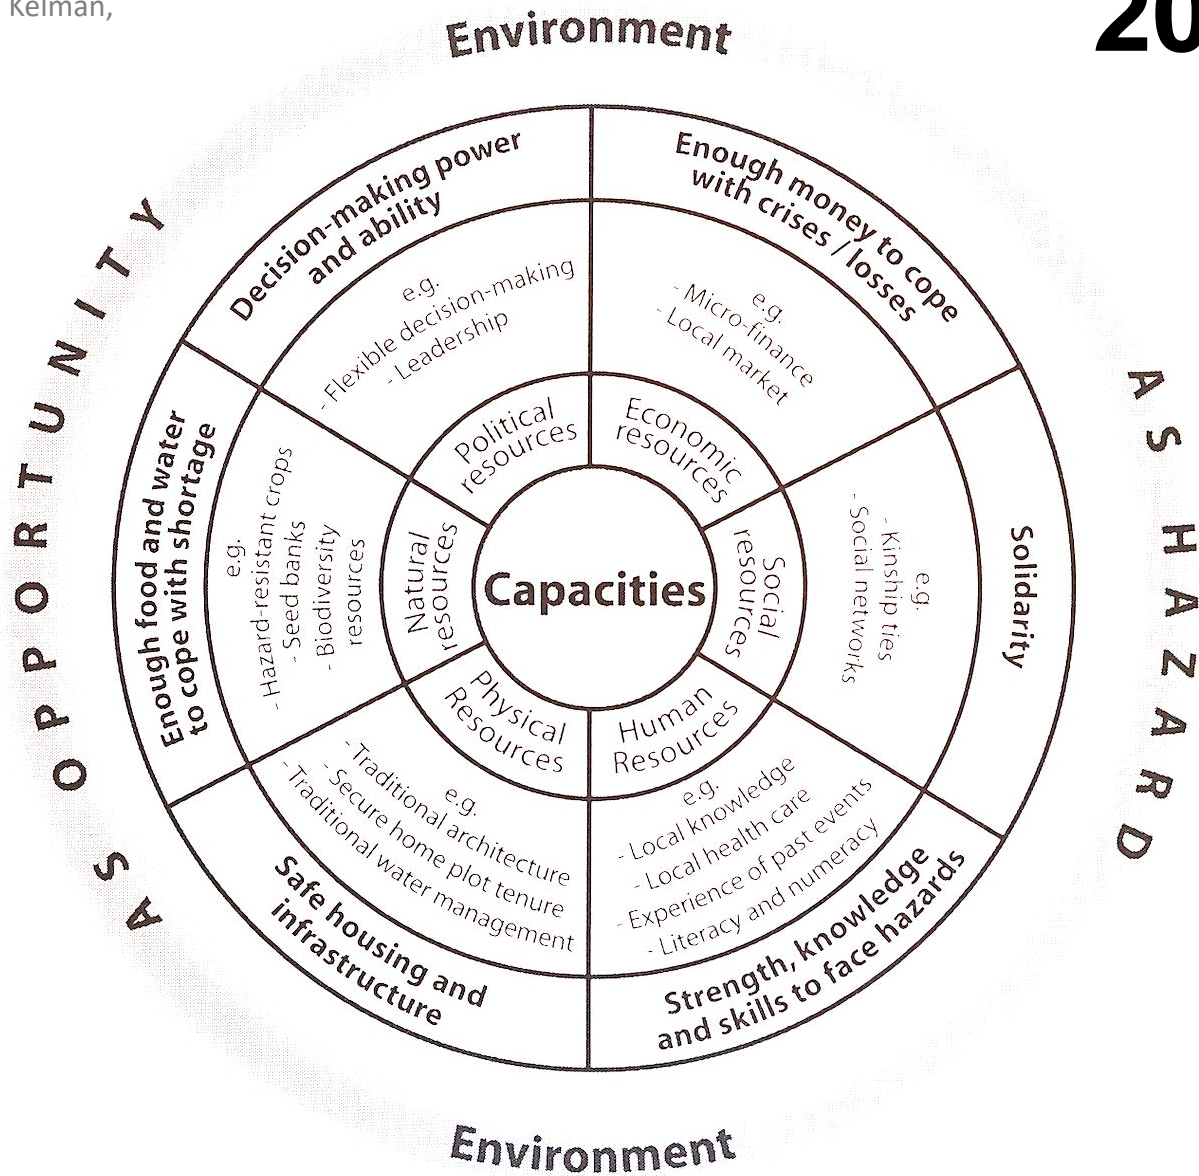 Kelman,
20
Environment
Decision-making power
and ability
e.g.
- Flexible decision-making
- Leadership
Political
resources
Enough money to cope
with crises / losses
e.g.
- Micro-finance
- Local market
Economic
resources
Solidarity
e.g.
- Kinship ties
- Social networks
Social
resources
Strength, knowledge
and skills to face hazards
e.g.
- Local knowledge
- Local health care
- Experience of past events
- Literacy and numeracy
Human
Resources
Safe housing and
infrastructure
e.g.
- Traditional architecture
- Secure home plot tenure
- Traditional water management
Physical
Resources
Enough food and water
to cope with shortage
e.g.
- Hazard-resistant crops
- Seed banks
- Biodiversity
resources
Natural
resources
Capacities
AS OPPORTUNITY
AS HAZARD
Environment